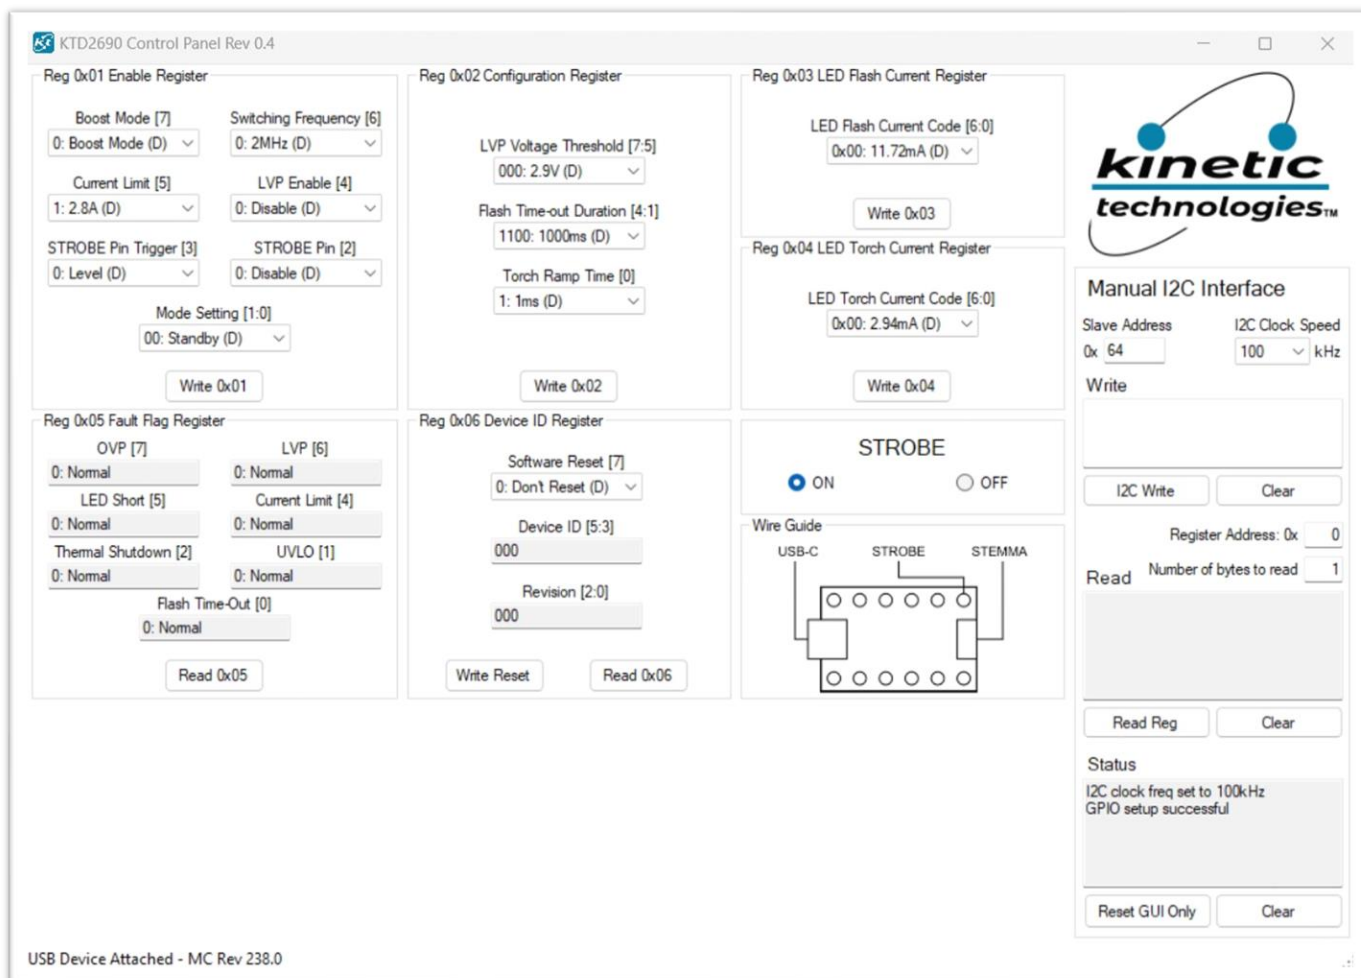 KTD2690 Control Panel Rev 0.4
Reg 0x01 Enable Register
Boost Mode [7] Switching Frequency [6]
0: Boost Mode (D) 0: 2MHz (D)
Current Limit [5] LVP Enable [4]
1: 2.8A (D) 0: Disable (D)
STROBE Pin Trigger [3] STROBE Pin [2]
0: Level (D) 0: Disable (D)
Mode Setting [1:0]
00: Standby (D)
Write 0x01
Reg 0x02 Configuration Register
LVP Voltage Threshold [7:5]
000: 2.9V (D)
Flash Time-out Duration [4:1]
1100: 1000ms (D)
Torch Ramp Time [0]
1: 1ms (D)
Write 0x02
Reg 0x03 LED Flash Current Register
LED Flash Current Code [6:0]
0x00: 11.72mA (D)
Write 0x03
Reg 0x04 LED Torch Current Register
LED Torch Current Code [6:0]
0x00: 2.94mA (D)
Write 0x04
Reg 0x05 Fault Flag Register
OVP [7] LVP [6]
0: Normal 0: Normal
LED Short [5] Current Limit [4]
0: Normal 0: Normal
Thermal Shutdown [2] UVLO [1]
0: Normal 0: Normal
Flash Time-Out [0]
0: Normal
Read 0x05
Reg 0x06 Device ID Register
Software Reset [7]
0: Don't Reset (D)
Device ID [5:3]
000
Revision [2:0]
000
Write Reset Read 0x06
STROBE
ON OFF
Wire Guide
USB-C STROBE STEMMA
kinetic
technologies™
Manual I2C Interface
Slave Address I2C Clock Speed
0x 64 100 kHz
Write
I2C Write Clear
Register Address: 0x 0
Read Number of bytes to read 1
Read Reg Clear
Status
I2C clock freq set to 100kHz
GPIO setup successful
Reset GUI Only Clear
USB Device Attached - MC Rev 238.0